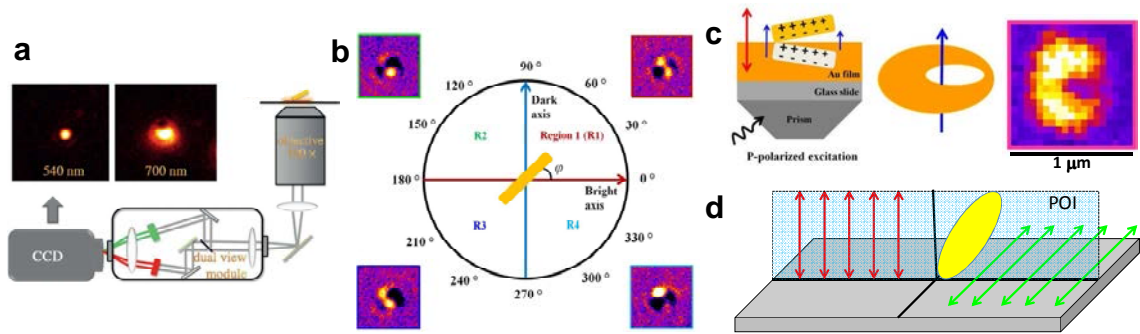 a
540 nm
700 nm
CCD
dual view
module
objective
b
90 °
120 °
60 °
150 °
30 °
180 °
0 °
210 °
330 °
240 °
300 °
270 °
Dark
axis
R2
Region 1 (R1)
φ
Bright
axis
R3
R4
c
+ + + + +
- - - - -
+ + + + +
- - - - -
Au film
Glass slide
Prism
P-polarized excitation
1 μm
d
POI